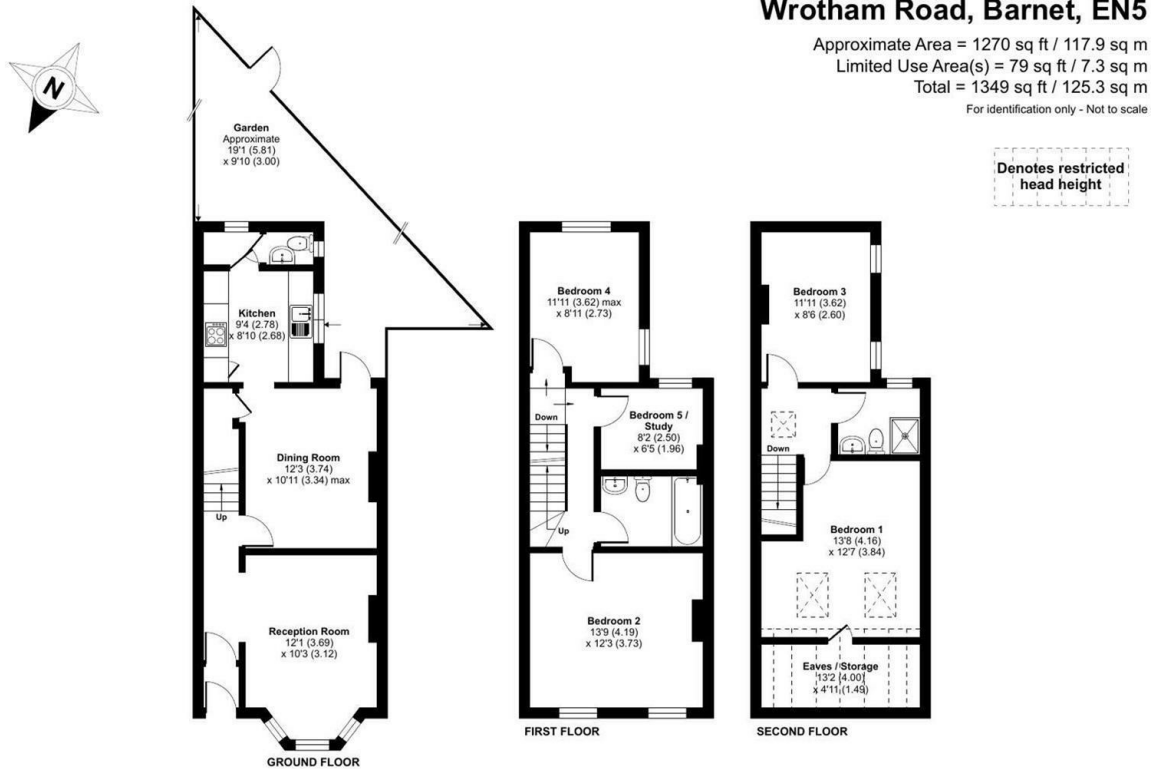 Wrotham Road, Barnet, EN5
Approximate Area = 1270 sq ft / 117.9 sq m
Limited Use Area(s) = 79 sq ft / 7.3 sq m
Total = 1349 sq ft / 125.3 sq m
For identification only - Not to scale
N
Denotes restricted
head height
Garden
Approximate
19'1 (5.81)
x 9'10 (3.00)
Kitchen
9'4 (2.78)
x 8'10 (2.68)
Dining Room
12'3 (3.74)
x 10'11 (3.34) max
Up
Reception Room
12'1 (3.69)
x 10'3 (3.12)
GROUND FLOOR
Bedroom 4
11'11 (3.62) max
x 8'11 (2.73)
Down
Bedroom 5 /
Study
8'2 (2.50)
x 6'5 (1.96)
Up
Bedroom 2
13'9 (4.19)
x 12'3 (3.73)
FIRST FLOOR
Bedroom 3
11'11 (3.62)
x 8'6 (2.60)
Down
Bedroom 1
13'8 (4.16)
x 12'7 (3.84)
Eaves / Storage
13'2 (4.00)
x 4'11 (1.49)
SECOND FLOOR